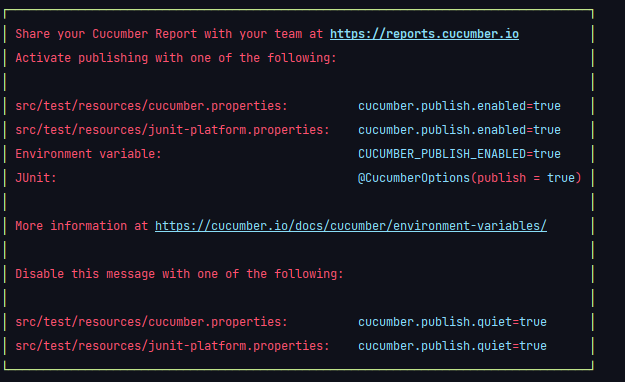 Share your Cucumber Report with your team at https://reports.cucumber.io
Activate publishing with one of the following:
src/test/resources/cucumber.properties: cucumber.publish.enabled=true
src/test/resources/junit-platform.properties: cucumber.publish.enabled=true
Environment variable: CUCUMBER_PUBLISH_ENABLED=true
JUnit: @CucumberOptions(publish = true)
More information at https://cucumber.io/docs/cucumber/environment-variables/
Disable this message with one of the following:
src/test/resources/cucumber.properties: cucumber.publish.quiet=true
src/test/resources/junit-platform.properties: cucumber.publish.quiet=true